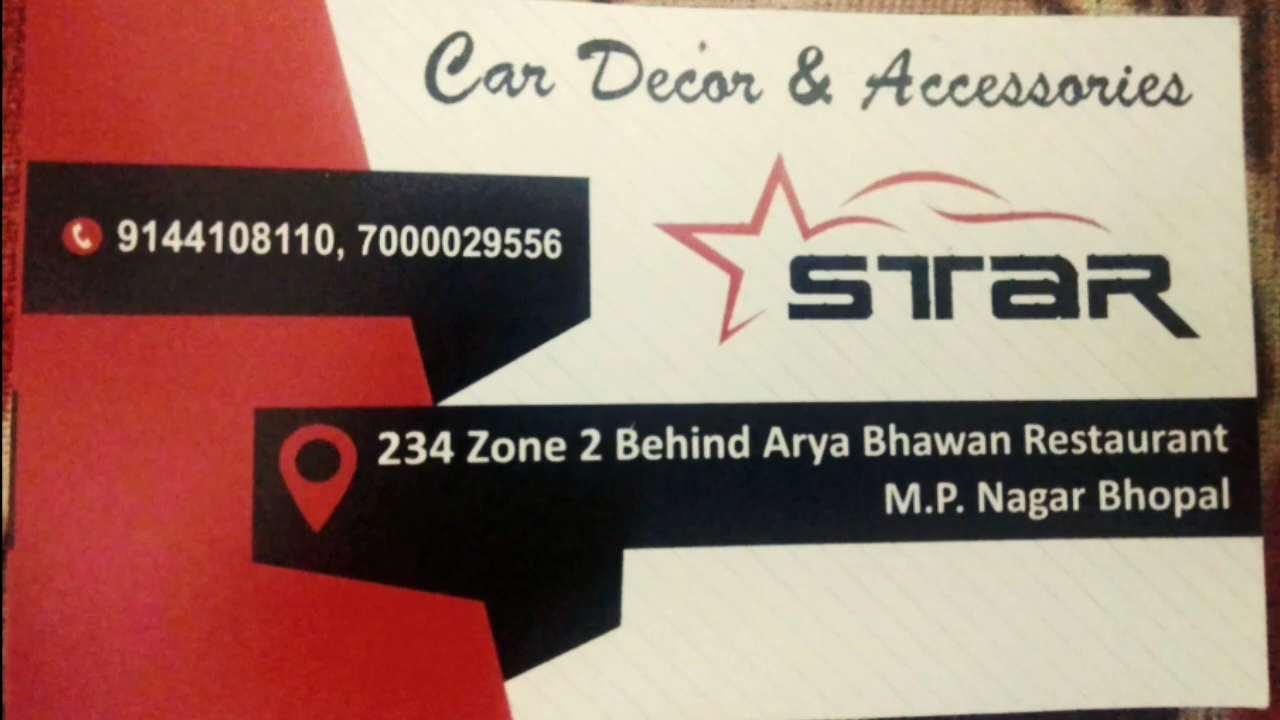 Car Decor & Accessories
STAR
9144108110, 7000029556
234 Zone 2 Behind Arya Bhawan Restaurant
M.P. Nagar Bhopal